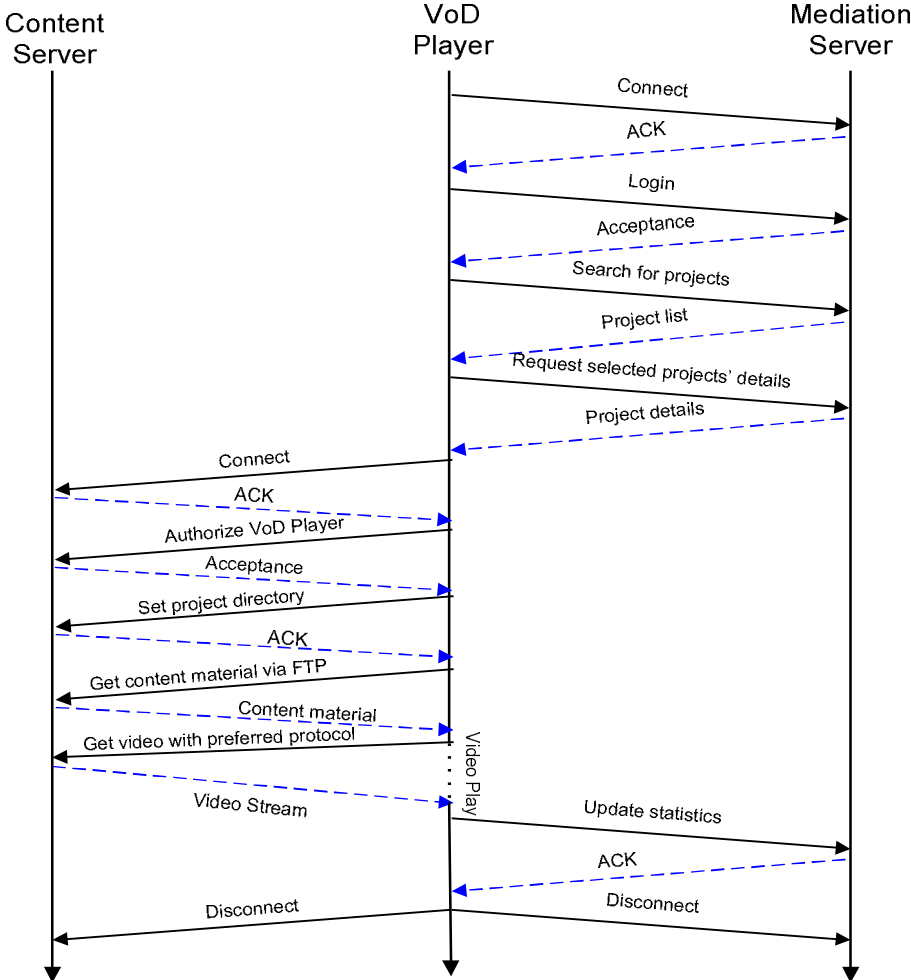 Content
Server
VoD
Player
Mediation
Server
Connect
ACK
Login
Acceptance
Search for projects
Project list
Request selected projects' details
Project details
Connect
ACK
Authorize VoD Player
Acceptance
Set project directory
ACK
Get content material via FTP
Content material
Get video with preferred protocol
Video Play
Video Stream
Update statistics
ACK
Disconnect
Disconnect